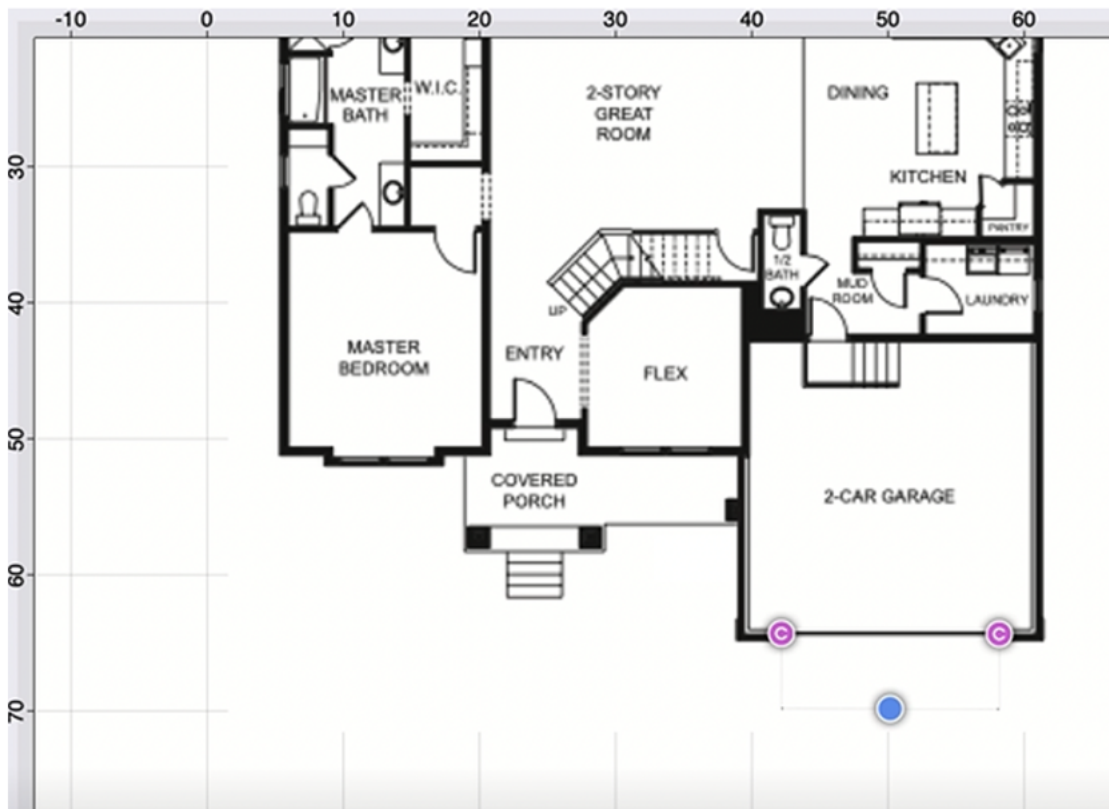 -10 0 10 20 30 40 50 60
MASTER
BATH
W.I.C.
2-STORY
GREAT
ROOM
DINING
30
KITCHEN
PANTRY
1/2
BATH
MUD
ROOM
LAUNDRY
40
UP
MASTER
BEDROOM
ENTRY
FLEX
50
COVERED
PORCH
2-CAR GARAGE
60
C C
70